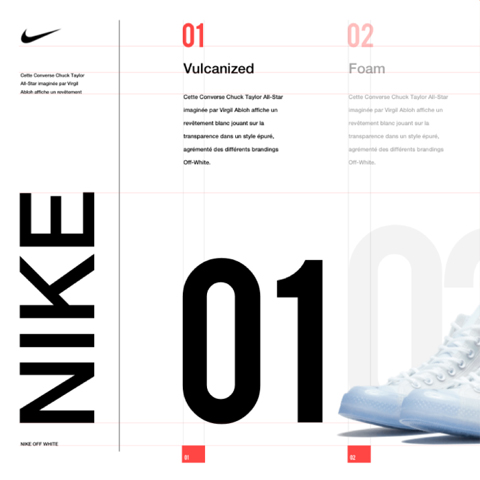 Cette Converse Chuck Taylor
All-Star imaginée par Virgil
Abloh affiche un revêtement
NIKE
NIKE OFF WHITE
01
Vulcanized
Cette Converse Chuck Taylor All-Star
imaginée par Virgil Abloh affiche un
revêtement blanc jouant sur la
transparence dans un style épuré,
agrémenté des différents brandings
Off-White.
01
01
02
Foam
Cette Converse Chuck Taylor All-Star
imaginée par Virgil Abloh affiche un
revêtement blanc jouant sur la
transparence dans un style épuré,
agrémenté des différents brandings
Off-White.
02
02